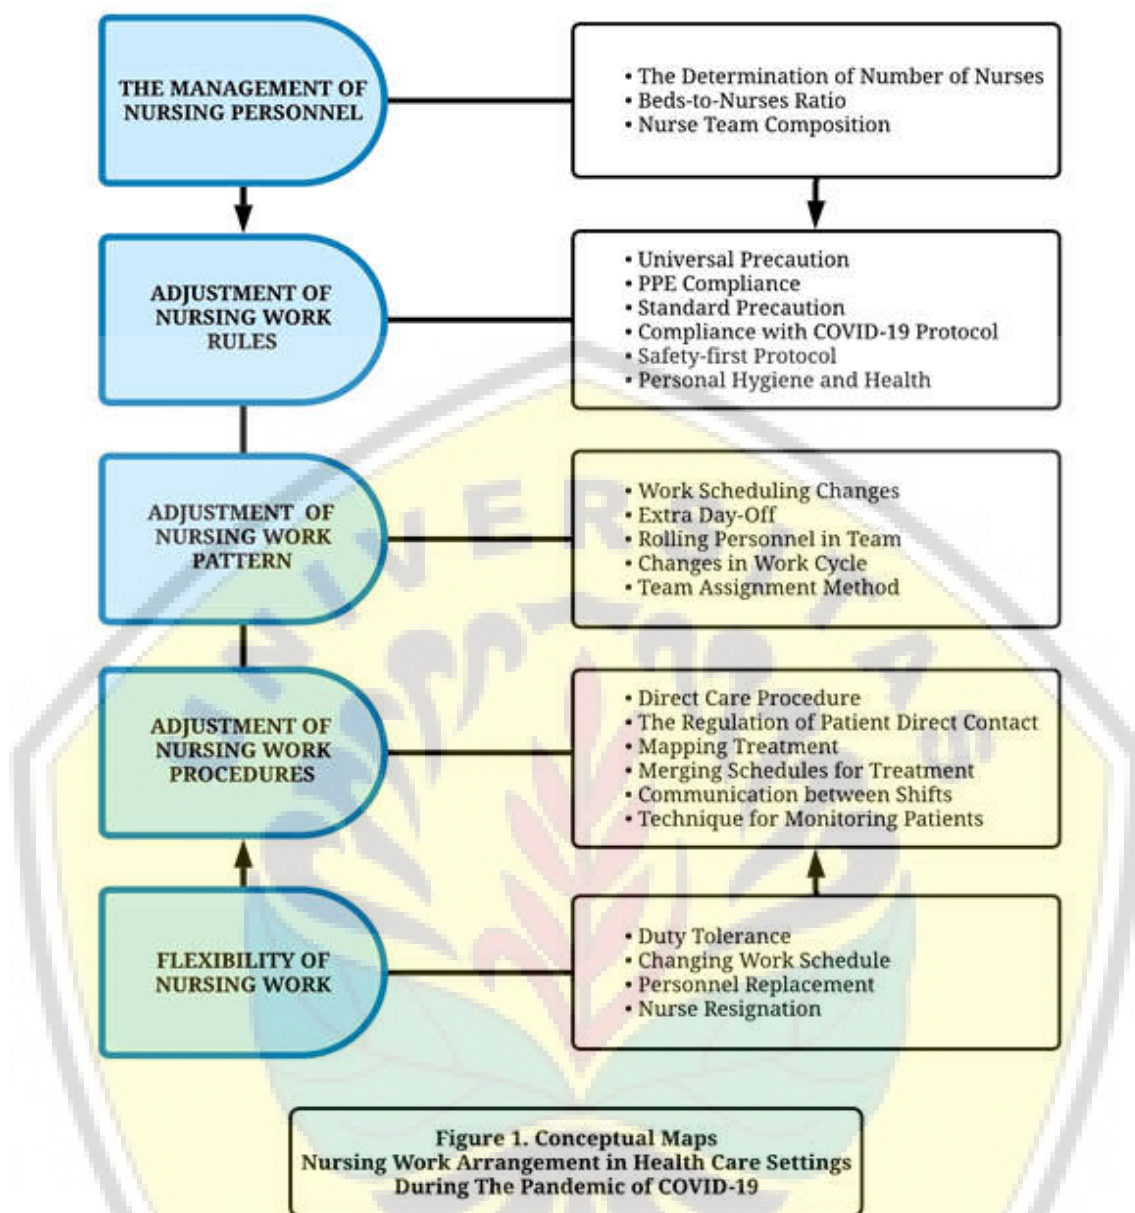 THE MANAGEMENT OF
NURSING PERSONNEL
• The Determination of Number of Nurses
• Beds-to-Nurses Ratio
• Nurse Team Composition
ADJUSTMENT OF
NURSING WORK
RULES
• Universal Precaution
• PPE Compliance
• Standard Precaution
• Compliance with COVID-19 Protocol
• Safety-first Protocol
• Personal Hygiene and Health
ADJUSTMENT OF
NURSING WORK
PATTERN
• Work Scheduling Changes
• Extra Day-Off
• Rolling Personnel in Team
• Changes in Work Cycle
• Team Assignment Method
ADJUSTMENT OF
NURSING WORK
PROCEDURES
• Direct Care Procedure
• The Regulation of Patient Direct Contact
• Mapping Treatment
• Merging Schedules for Treatment
• Communication between Shifts
• Technique for Monitoring Patients
FLEXIBILITY OF
NURSING WORK
• Duty Tolerance
• Changing Work Schedule
• Personnel Replacement
• Nurse Resignation
Figure 1. Conceptual Maps
Nursing Work Arrangement in Health Care Settings
During The Pandemic of COVID-19
UNIVERSITAS